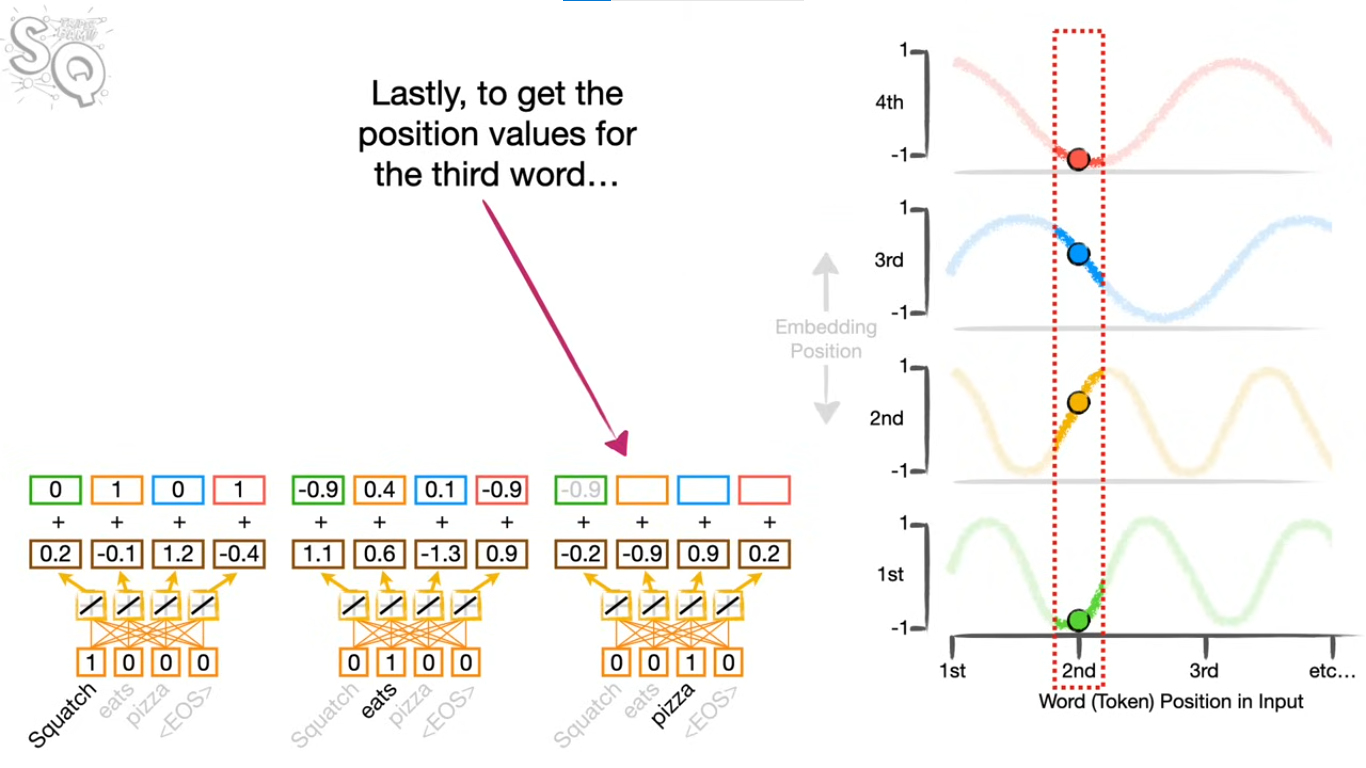 SQ
Lastly, to get the
position values for
the third word…
1
4th
-1
1
3rd
-1
Embedding
Position
1
2nd
-1
1
1st
-1
1st 2nd 3rd etc…
Word (Token) Position in Input
0 1 0 1 -0.9 0.4 0.1 -0.9 -0.9
+ + + + + + + + + + + +
0.2 -0.1 1.2 -0.4 1.1 0.6 -1.3 0.9 -0.2 -0.9 0.9 0.2
1 0 0 0 0 1 0 0 0 0 1 0
Squatch eats pizza <EOS> Squatch eats pizza <EOS> Squatch eats pizza <EOS>